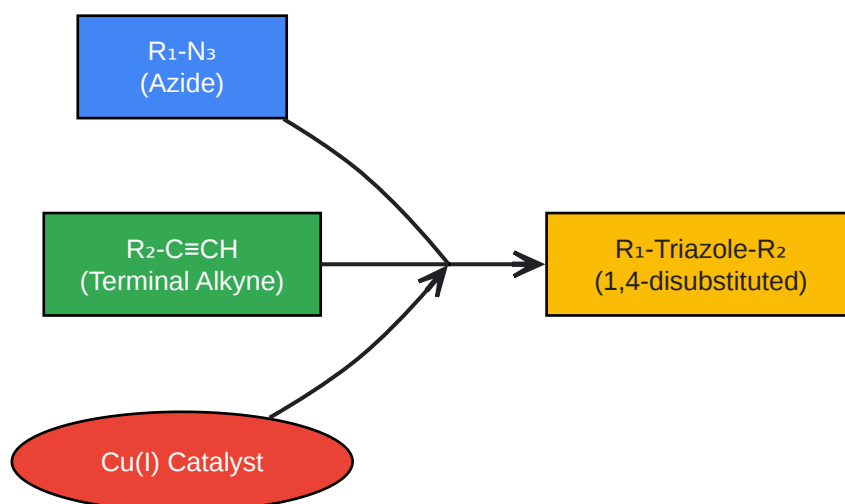 R₁-N₃
(Azide)
R₂-C≡CH
(Terminal Alkyne)
R₁-Triazole-R₂
(1,4-disubstituted)
Cu(I) Catalyst